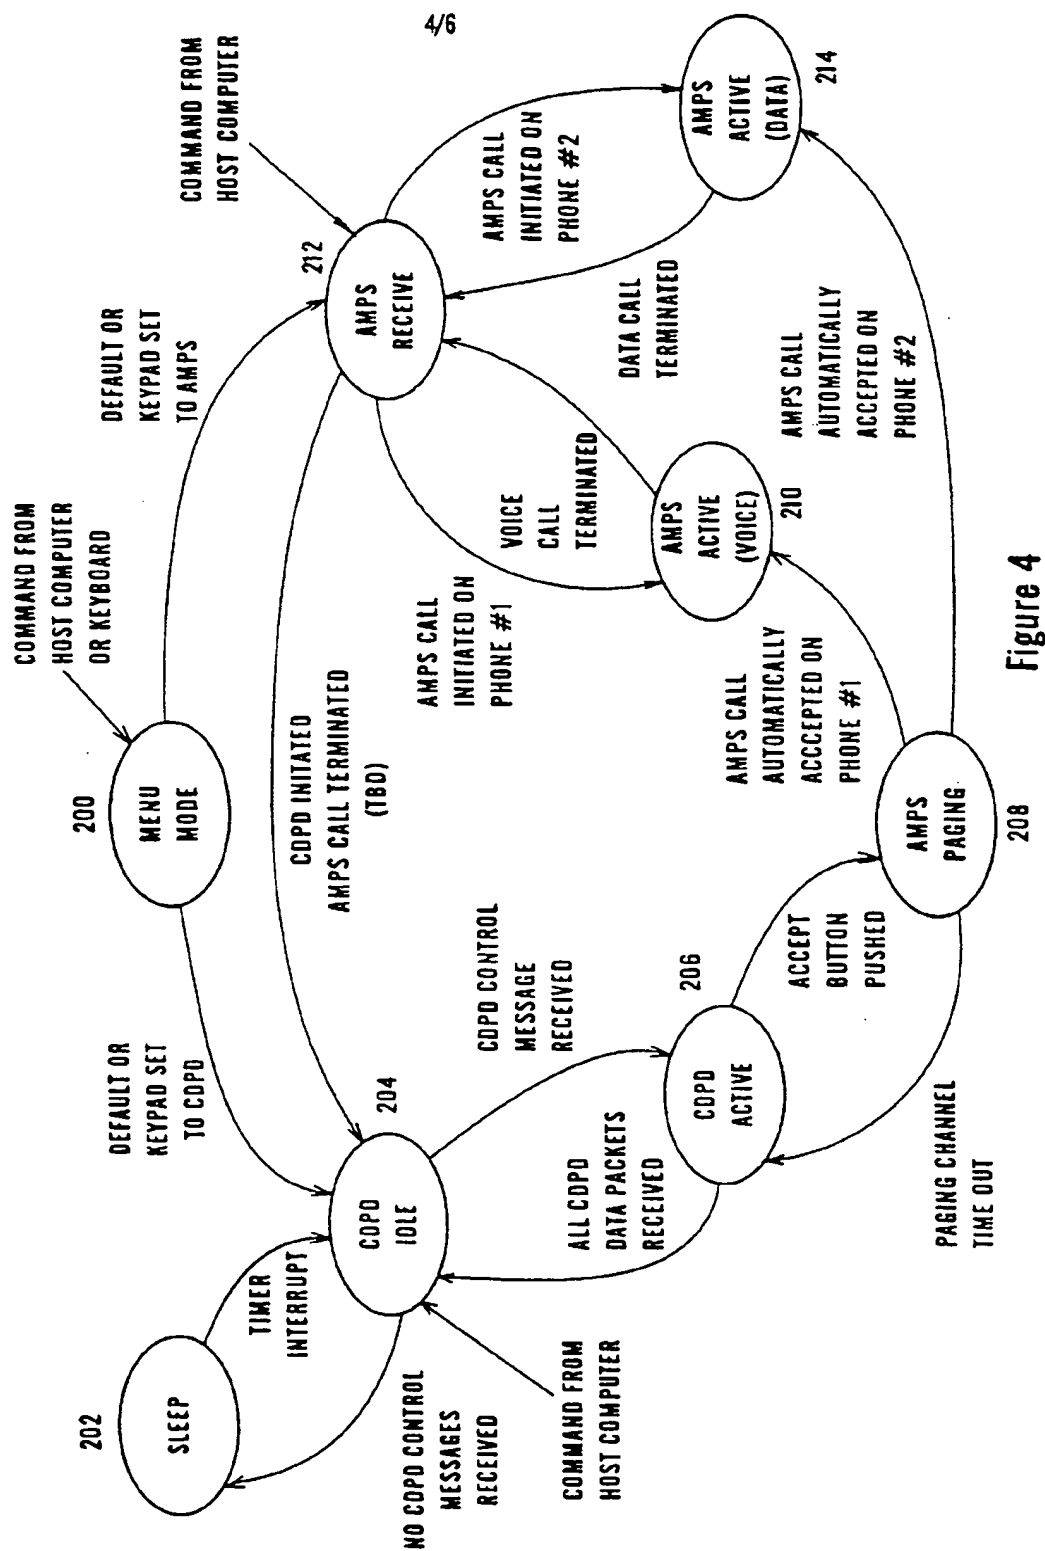 4/6
COMMAND FROM
HOST COMPUTER
OR KEYBOARD
200
MENU
MODE
DEFAULT OR
KEYPAD SET
TO CDPD
DEFAULT OR
KEYPAD SET
TO AMPS
COMMAND FROM
HOST COMPUTER
202
SLEEP
TIMER
INTERRUPT
NO CDPD CONTROL
MESSAGES
RECEIVED
COMMAND FROM
HOST COMPUTER
CDPD
IDLE
204
CDPD INITATED
AMPS CALL TERMINATED
(TBD)
212
AMPS
RECEIVE
AMPS CALL
INITIATED ON
PHONE #1
VOICE
CALL
TERMINATED
DATA CALL
TERMINATED
AMPS CALL
INITIATED ON
PHONE #2
ALL CDPD
DATA PACKETS
RECEIVED
CDPD CONTROL
MESSAGE
RECEIVED
206
CDPD
ACTIVE
AMPS
ACTIVE
(VOICE)
210
AMPS
ACTIVE
(DATA)
214
ACCEPT
BUTTON
PUSHED
AMPS CALL
AUTOMATICALLY
ACCCEPTED ON
PHONE #1
AMPS CALL
AUTOMATICALLY
ACCEPTED ON
PHONE #2
PAGING CHANNEL
TIME OUT
AMPS
PAGING
208
Figure 4